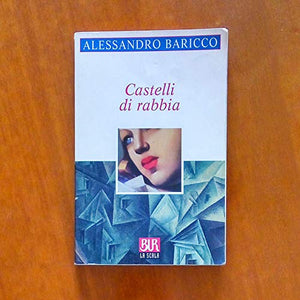 ALESSANDRO BARICCO
Castelli
di rabbia
BUR
LA SCALA